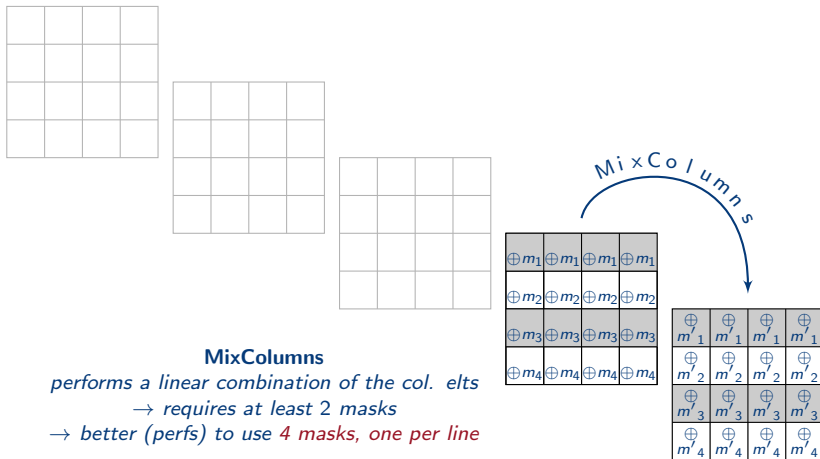 MixColumns
⊕m₁ ⊕m₁ ⊕m₁ ⊕m₁
⊕m₂ ⊕m₂ ⊕m₂ ⊕m₂
⊕m₃ ⊕m₃ ⊕m₃ ⊕m₃
⊕m₄ ⊕m₄ ⊕m₄ ⊕m₄
⊕ ⊕ ⊕ ⊕
m′₁ m′₁ m′₁ m′₁
⊕ ⊕ ⊕ ⊕
m′₂ m′₂ m′₂ m′₂
⊕ ⊕ ⊕ ⊕
m′₃ m′₃ m′₃ m′₃
⊕ ⊕ ⊕ ⊕
m′₄ m′₄ m′₄ m′₄
MixColumns
performs a linear combination of the col. elts
→ requires at least 2 masks
→ better (perfs) to use 4 masks, one per line